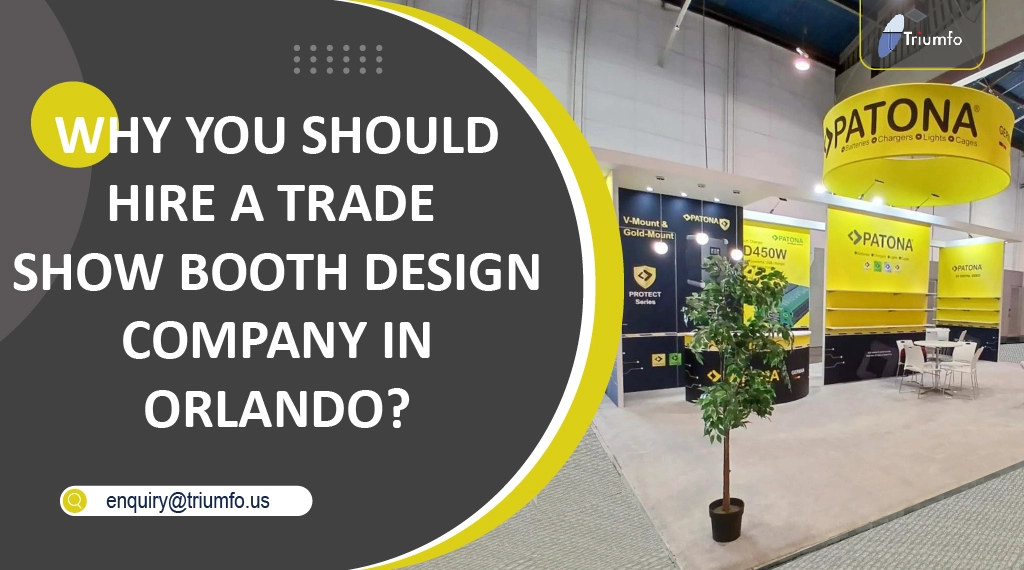 WHY YOU SHOULD
HIRE A TRADE
SHOW BOOTH DESIGN
COMPANY IN
ORLANDO?
enquiry@triumfo.us
Triumfo
PATONA®
Batteries Chargers Lights Cages
V-Mount &
Gold-Mount
PATONA
PROTECT
Series
PATONA
D450W
PATONA
PATONA
PATONA